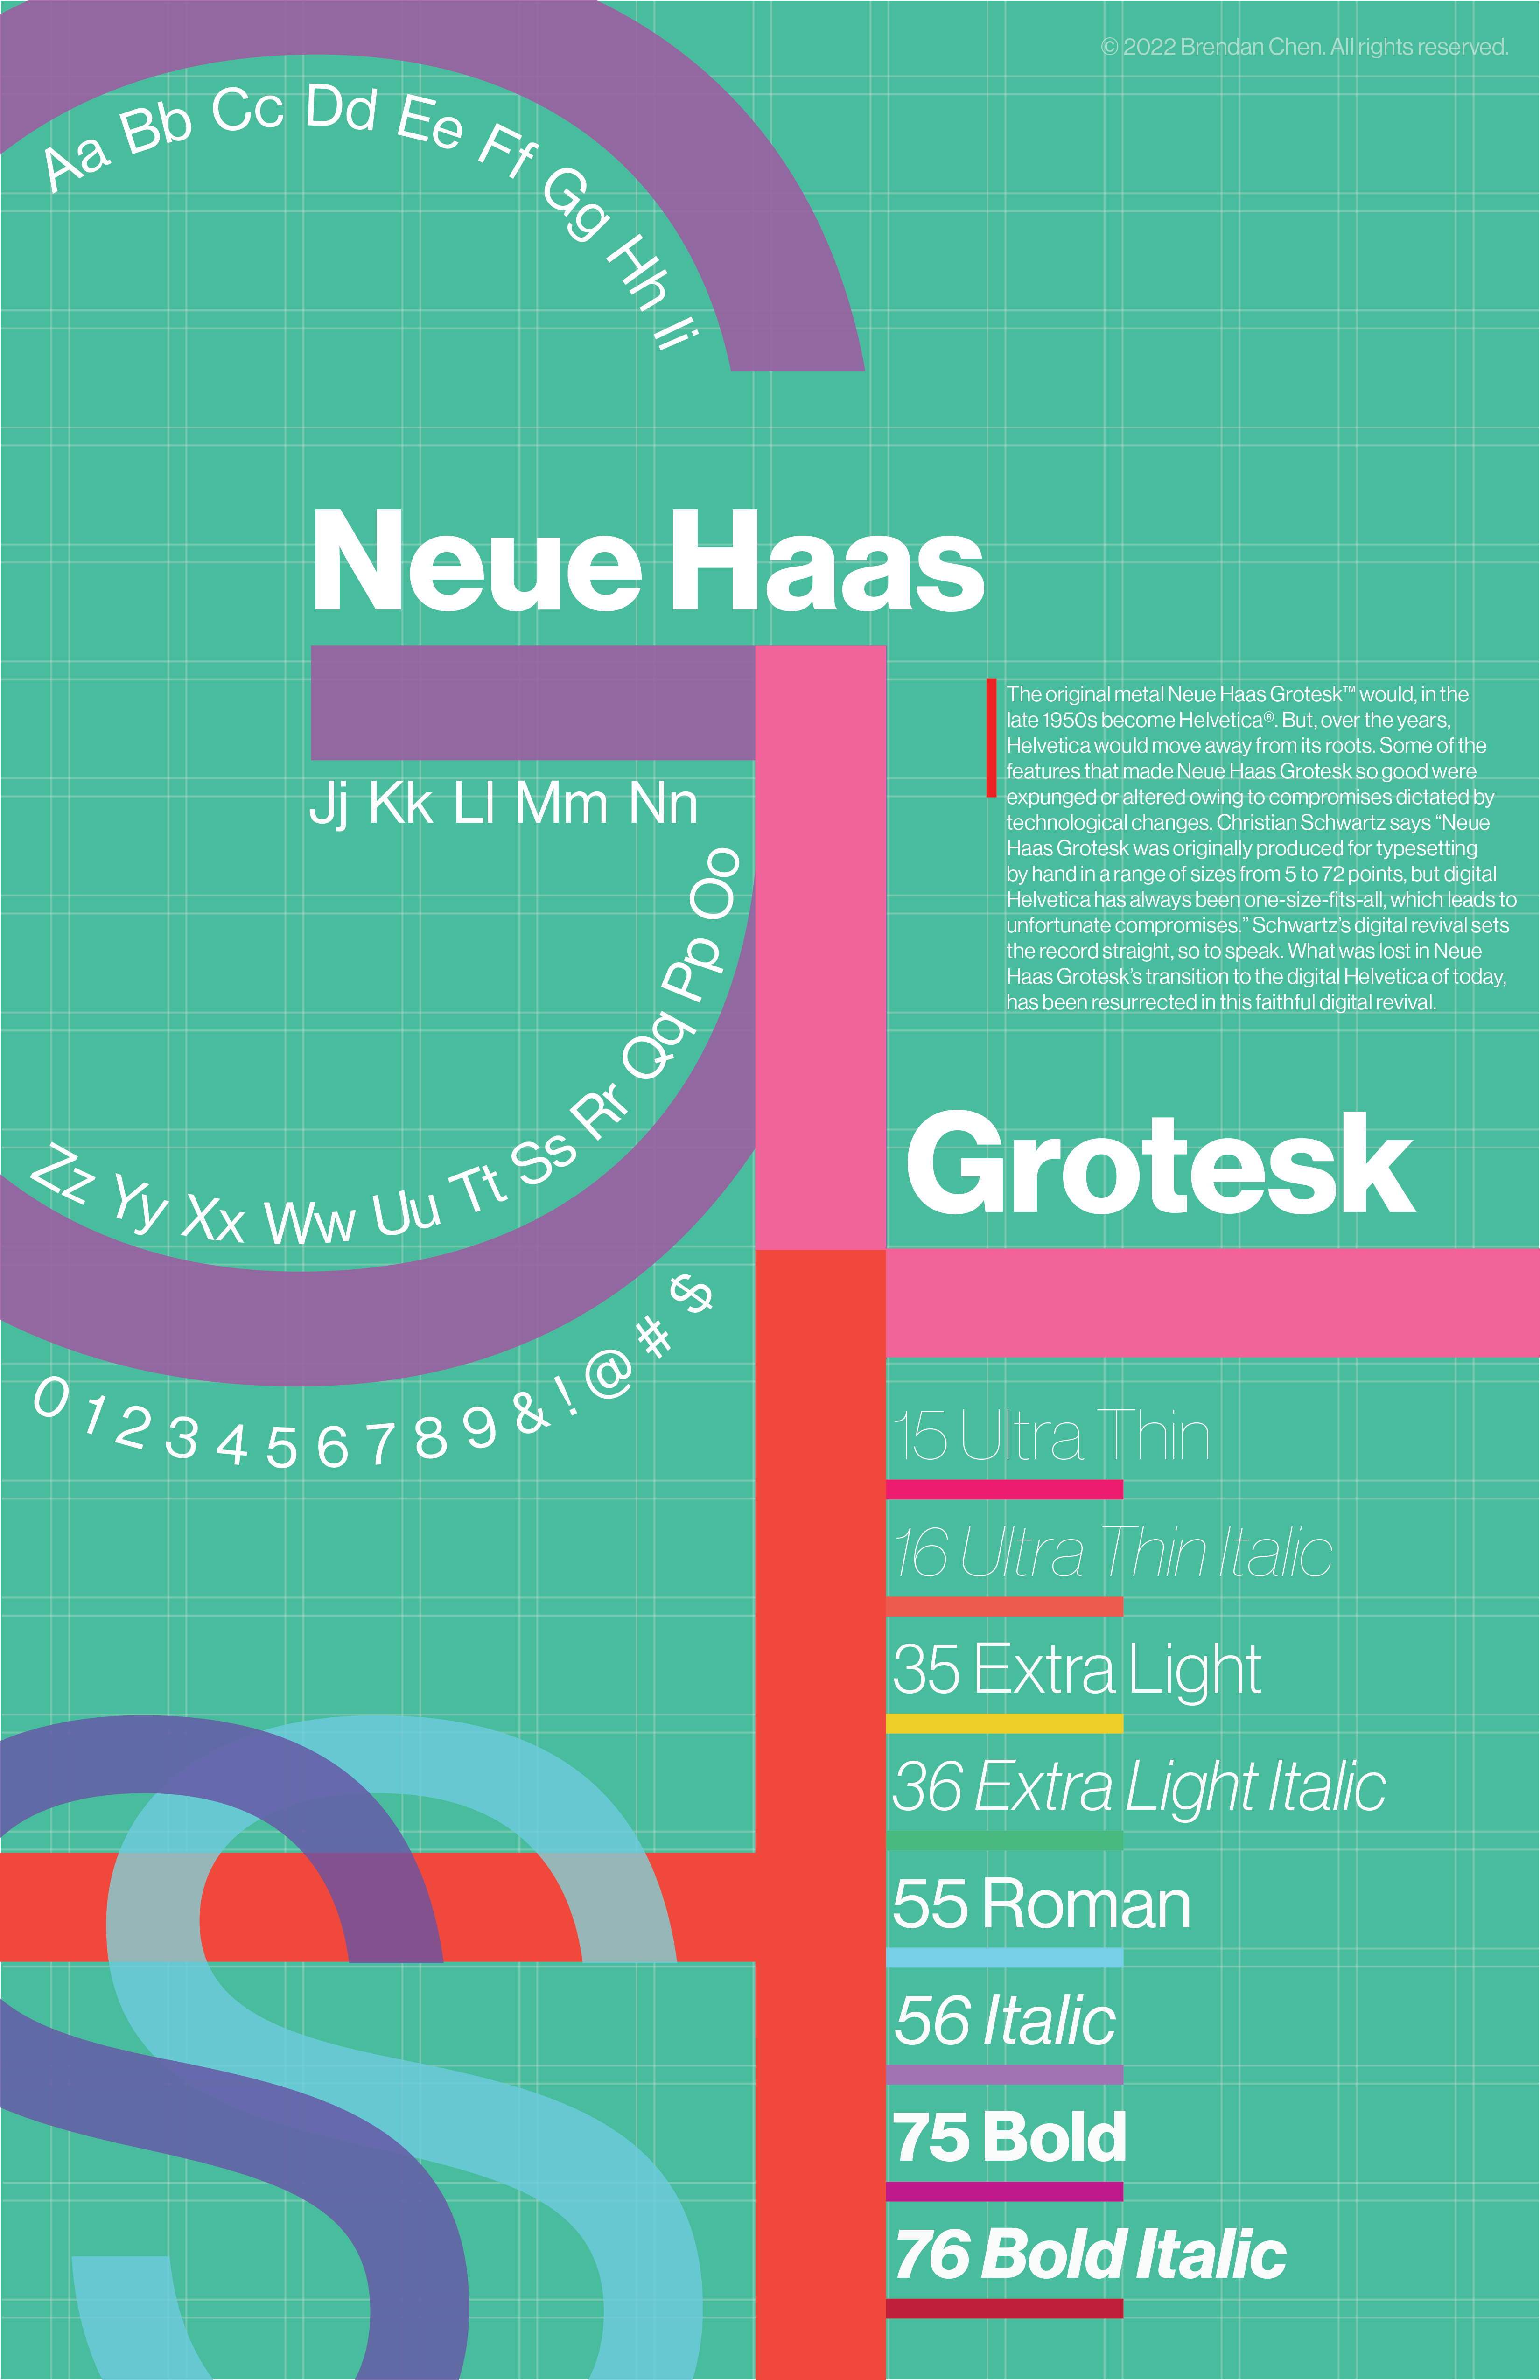 © 2022 Brendan Chen. All rights reserved.
Aa Bb Cc Dd Ee Ff Gg Hh Ii
Neue Haas
Jj Kk Ll Mm Nn
The original metal Neue Haas Grotesk™ would, in the
late 1950s become Helvetica®. But, over the years,
Helvetica would move away from its roots. Some of the
features that made Neue Haas Grotesk so good were
expunged or altered owing to compromises dictated by
technological changes. Christian Schwartz says “Neue
Haas Grotesk was originally produced for typesetting
by hand in a range of sizes from 5 to 72 points, but digital
Helvetica has always been one-size-fits-all, which leads to
unfortunate compromises.” Schwartz’s digital revival sets
the record straight, so to speak. What was lost in Neue
Haas Grotesk’s transition to the digital Helvetica of today,
has been resurrected in this faithful digital revival.
Zz Yy Xx Ww Uu Tt Ss Rr Qq Pp Oo
Grotesk
0 1 2 3 4 5 6 7 8 9 & ! @ # $
15 Ultra Thin
16 Ultra Thin Italic
35 Extra Light
36 Extra Light Italic
55 Roman
56 Italic
75 Bold
76 Bold Italic